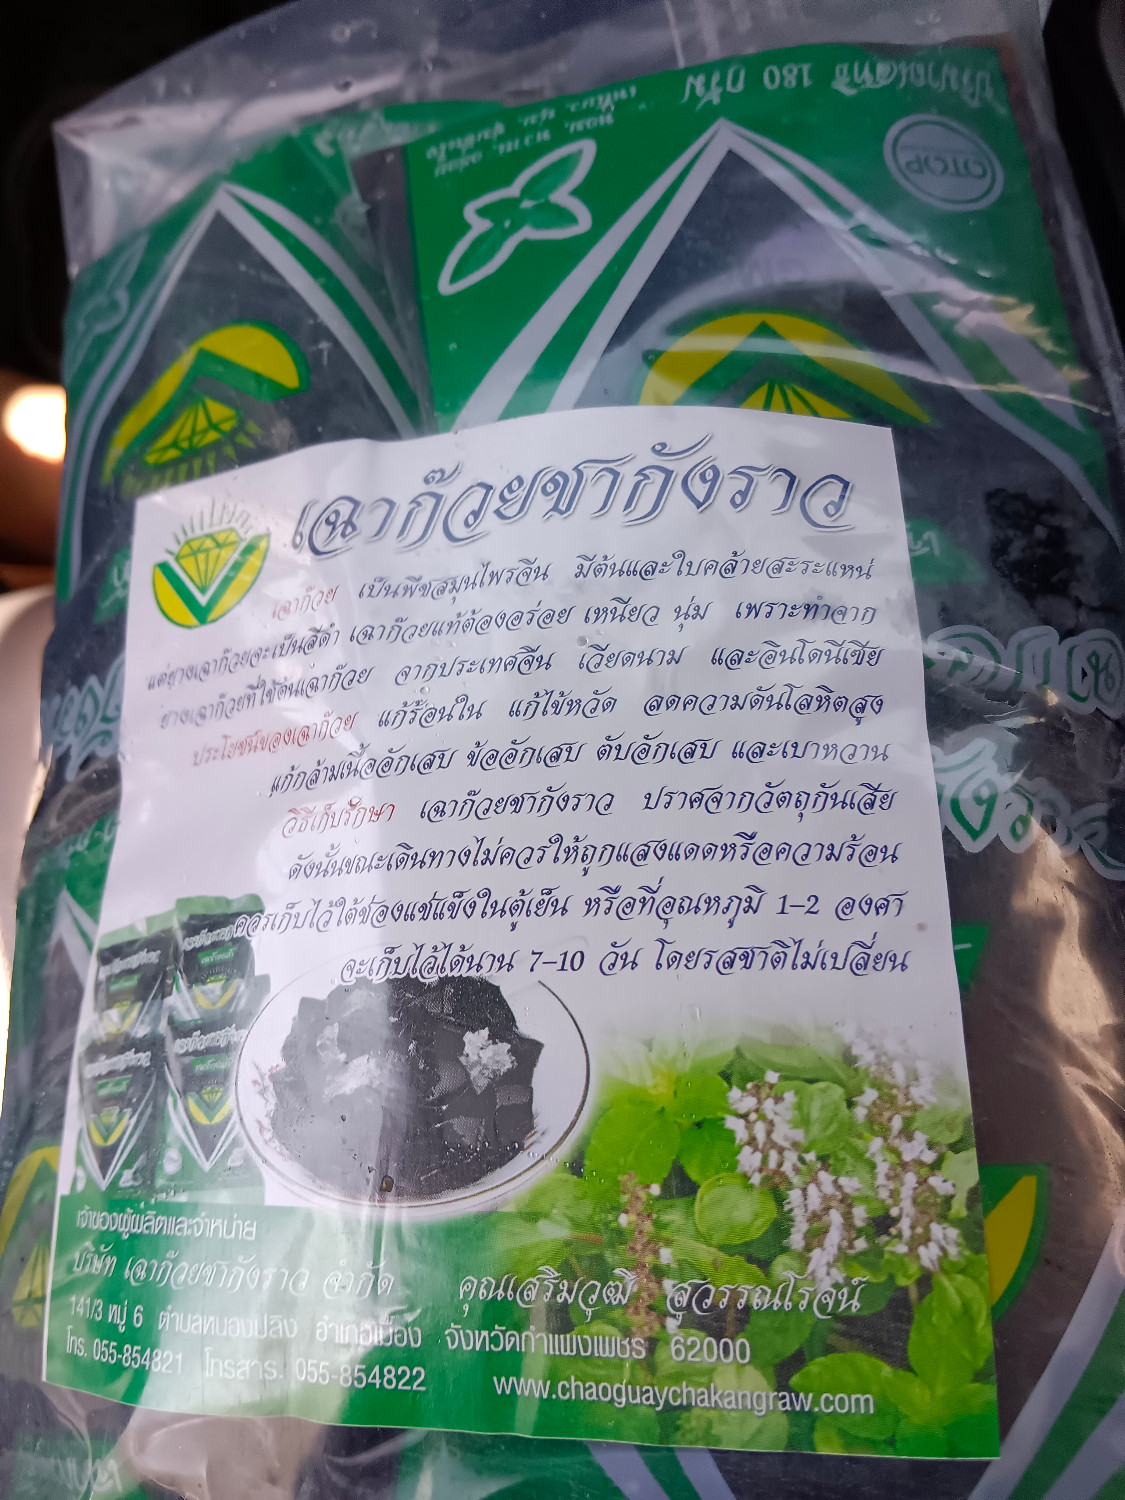 ปริมาณสุทธิ 180 กรัม
OTOP
เฉาก๊วยชากังราว
เฉาก๊วย เป็นพืชสมุนไพรจีน มีต้นและใบคล้ายสะระแหน่
แต่ยางเฉาก๊วยจะเป็นสีดำ เฉาก๊วยแท้ต้องอร่อย เหนียว นุ่ม เพราะทำจาก
ยางเฉาก๊วยที่ใช้ต้นเฉาก๊วย จากประเทศจีน เวียดนาม และอินโดนีเซีย
ประโยชน์ของเฉาก๊วย แก้ร้อนใน แก้ไข้หวัด ลดความดันโลหิตสูง
แก้กล้ามเนื้ออักเสบ ข้ออักเสบ ตับอักเสบ และเบาหวาน
วิธีเก็บรักษา เฉาก๊วยชากังราว ปราศจากวัตถุกันเสีย
ดังนั้นขณะเดินทางไม่ควรให้ถูกแสงแดดหรือความร้อน
ควรเก็บไว้ใต้ช่องแช่แข็งในตู้เย็น หรือที่อุณหภูมิ 1-2 องศา
จะเก็บไว้ได้นาน 7-10 วัน โดยรสชาติไม่เปลี่ยน
เจ้าของผู้ผลิตและจำหน่าย
บริษัท เฉาก๊วยชากังราว จำกัด คุณเสริมวุฒิ สุวรรณโรจน์
141/3 หมู่ 6 ตำบลหนองปลิง อำเภอเมือง จังหวัดกำแพงเพชร 62000
โทร. 055-854821 โทรสาร. 055-854822 www.chaoguaychakangraw.com